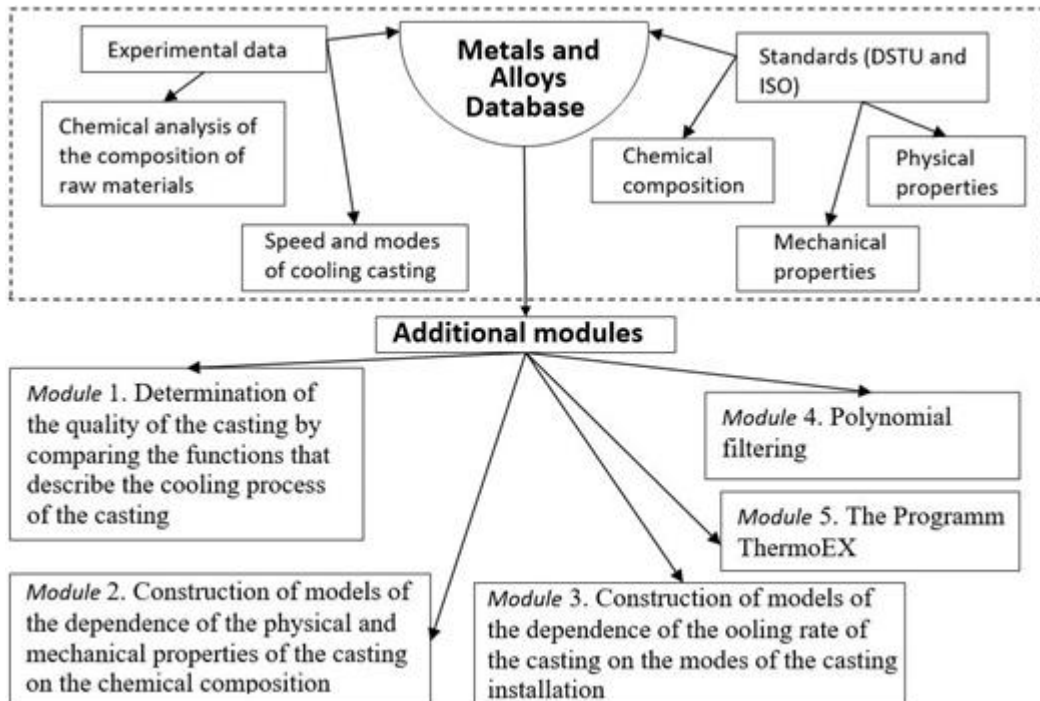 Experimental data
Metals and
Alloys
Database
Standards (DSTU and
ISO)
Chemical analysis of
the composition of
raw materials
Speed and modes
of cooling casting
Chemical
composition
Physical
properties
Mechanical
properties
Additional modules
Module 1. Determination of
the quality of the casting by
comparing the functions that
describe the cooling process
of the casting
Module 4. Polynomial
filtering
Module 5. The Programm
ThermoEX
Module 2. Construction of models of
the dependence of the physical and
mechanical properties of the casting
on the chemical composition
Module 3. Construction of models of
the dependence of the ooling rate of
the casting on the modes of the casting
installation